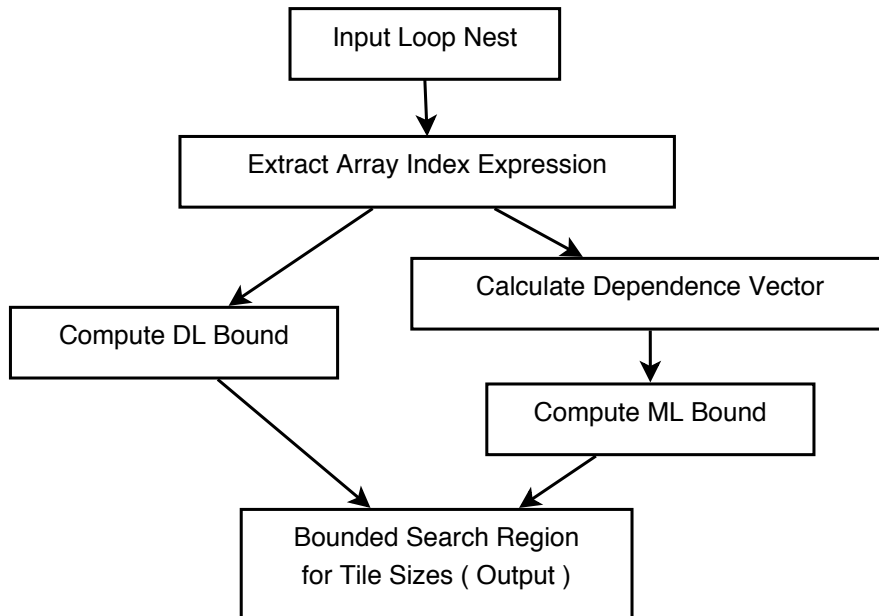 Input Loop Nest
Extract Array Index Expression
Calculate Dependence Vector
Compute DL Bound
Compute ML Bound
Bounded Search Region
for Tile Sizes ( Output )